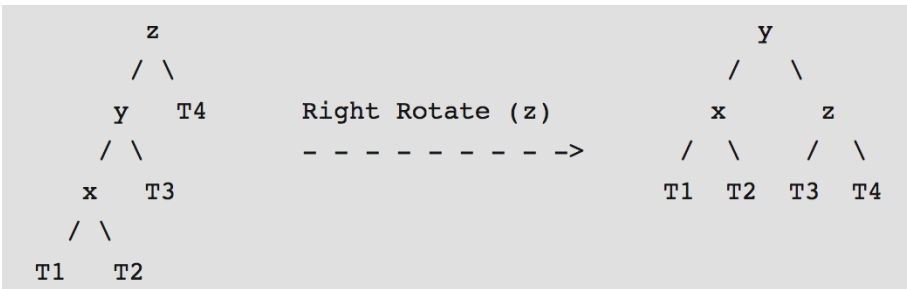 z                                      y
/ \                                  /   \
y   T4      Right Rotate (z)        x      z
/ \         - - - - - - - - ->     /  \   /  \
x   T3                            T1  T2 T3  T4
/ \
T1   T2